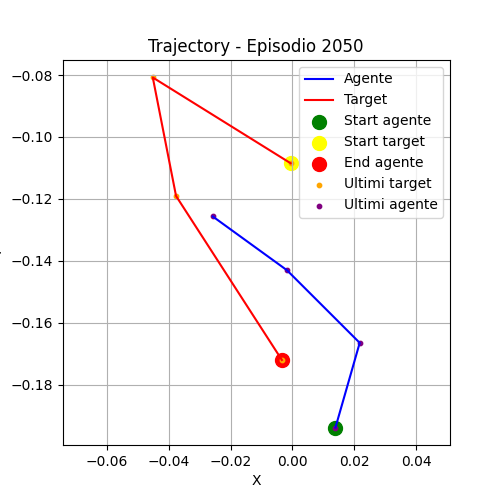 Trajectory - Episodio 2050
Agente
Target
Start agente
Start target
End agente
Ultimi target
Ultimi agente
−0.08
−0.10
−0.12
−0.14
−0.16
−0.18
−0.06
−0.04
−0.02
0.00
0.02
0.04
X